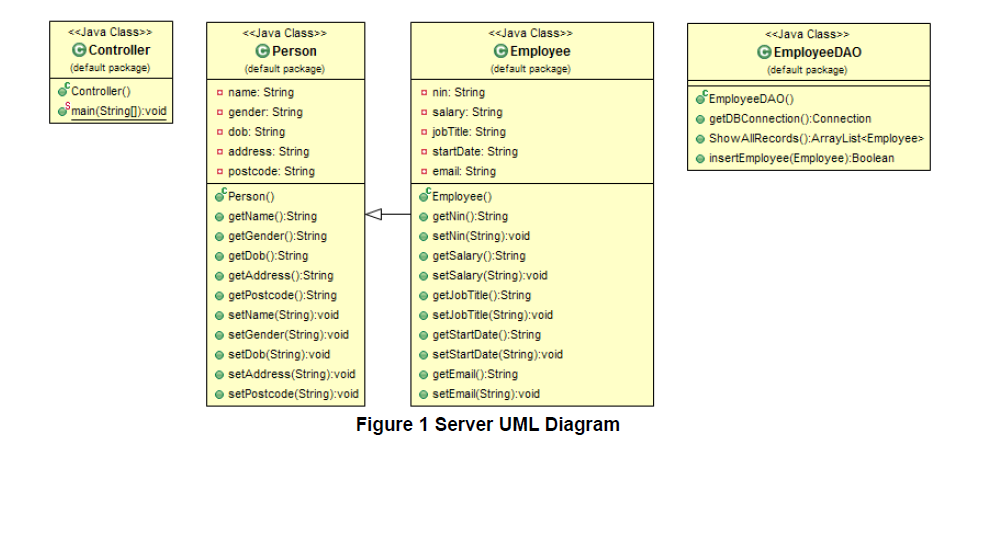 <<Java Class>>
Controller
(default package)
Controller()
main(String[]):void
<<Java Class>>
Person
(default package)
name: String
gender: String
dob: String
address: String
postcode: String
Person()
getName():String
getGender():String
getDob():String
getAddress():String
getPostcode():String
setName(String):void
setGender(String):void
setDob(String):void
setAddress(String):void
setPostcode(String):void
<<Java Class>>
Employee
(default package)
nin: String
salary: String
jobTitle: String
startDate: String
email: String
Employee()
getNin():String
setNin(String):void
getSalary():String
setSalary(String):void
getJobTitle():String
setJobTitle(String):void
getStartDate():String
setStartDate(String):void
getEmail():String
setEmail(String):void
<<Java Class>>
EmployeeDAO
(default package)
EmployeeDAO()
getDBConnection():Connection
ShowAllRecords():ArrayList<Employee>
insertEmployee(Employee):Boolean
Figure 1 Server UML Diagram